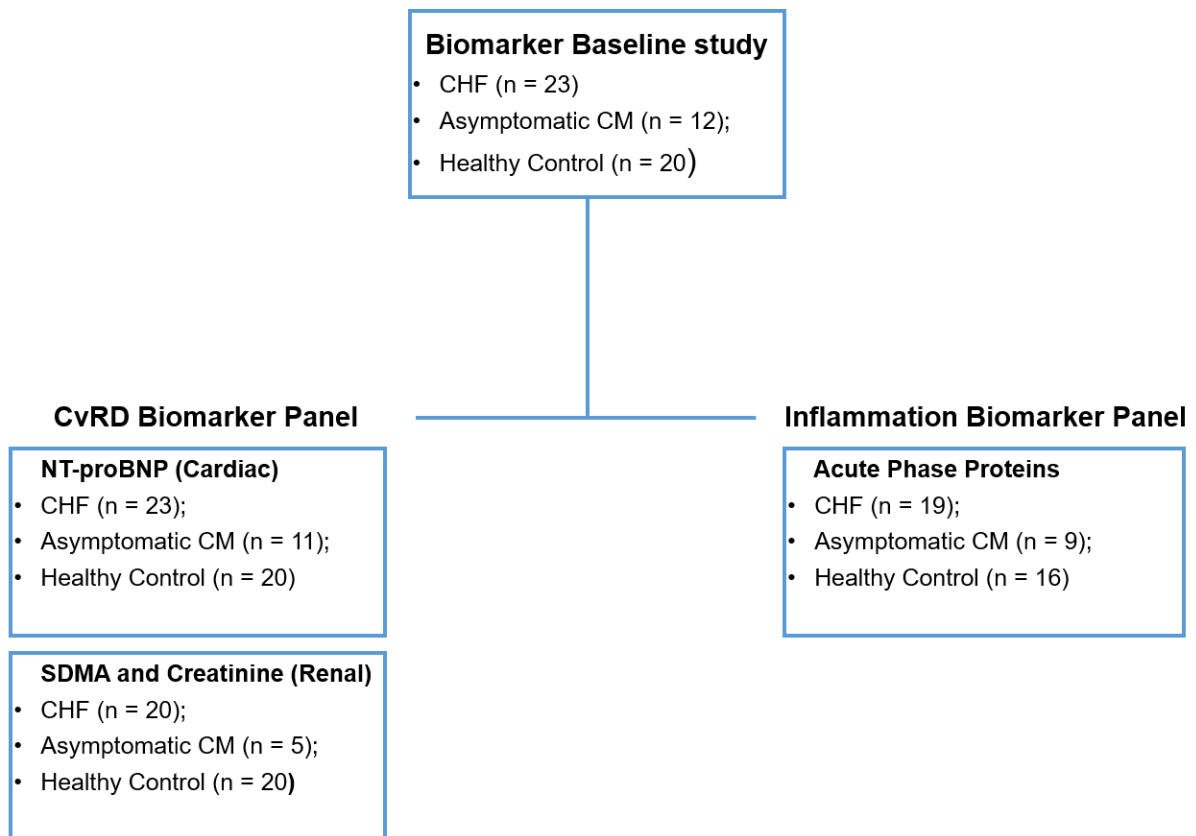 Biomarker Baseline study
• CHF (n = 23)
• Asymptomatic CM (n = 12);
• Healthy Control (n = 20)
CvRD Biomarker Panel
NT-proBNP (Cardiac)
• CHF (n = 23);
• Asymptomatic CM (n = 11);
• Healthy Control (n = 20)
SDMA and Creatinine (Renal)
• CHF (n = 20);
• Asymptomatic CM (n = 5);
• Healthy Control (n = 20)
Inflammation Biomarker Panel
Acute Phase Proteins
• CHF (n = 19);
• Asymptomatic CM (n = 9);
• Healthy Control (n = 16)